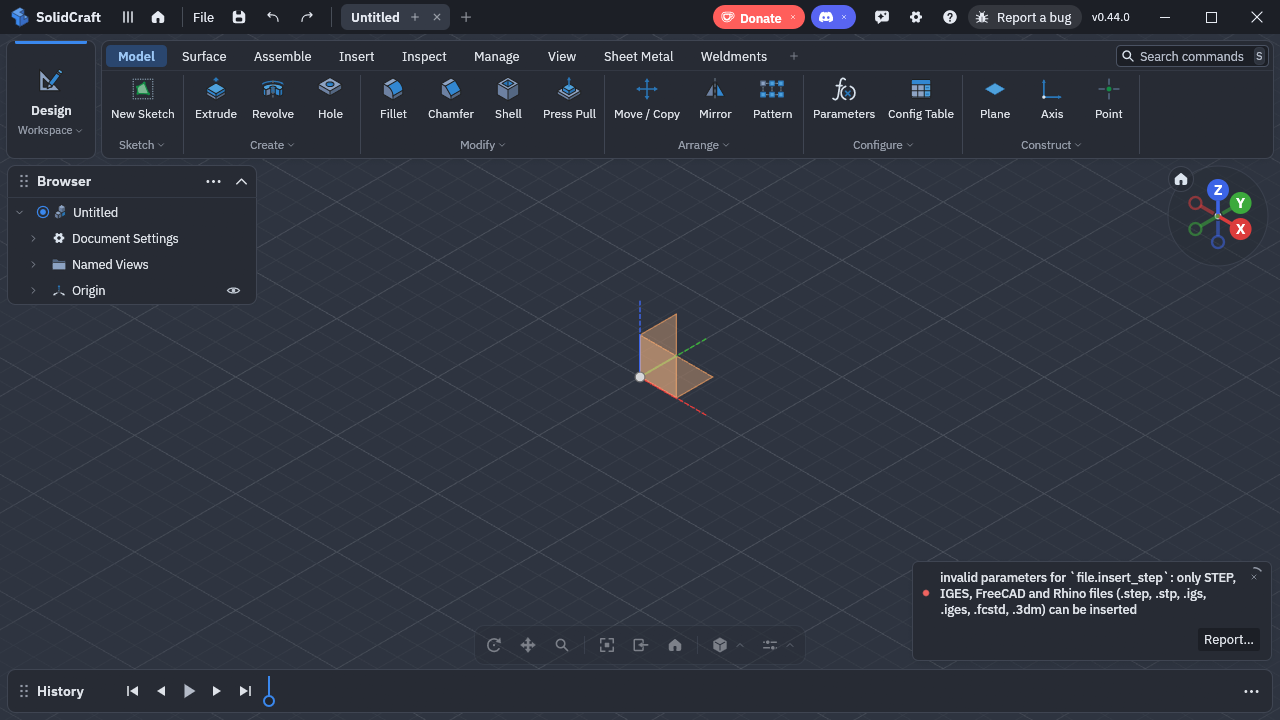 SolidCraft
File
Untitled
Donate
Report a bug
v0.44.0
Model
Surface
Assemble
Insert
Inspect
Manage
View
Sheet Metal
Weldments
Search commands
S
Design
Workspace
New Sketch
Extrude
Revolve
Hole
Fillet
Chamfer
Shell
Press Pull
Move / Copy
Mirror
Pattern
Parameters
Config Table
Plane
Axis
Point
Sketch
Create
Modify
Arrange
Configure
Construct
Browser
Untitled
Document Settings
Named Views
Origin
Z
Y
X
invalid parameters for `file.insert_step`: only STEP,
IGES, FreeCAD and Rhino files (.step, .stp, .igs,
.iges, .fcstd, .3dm) can be inserted
Report...
History